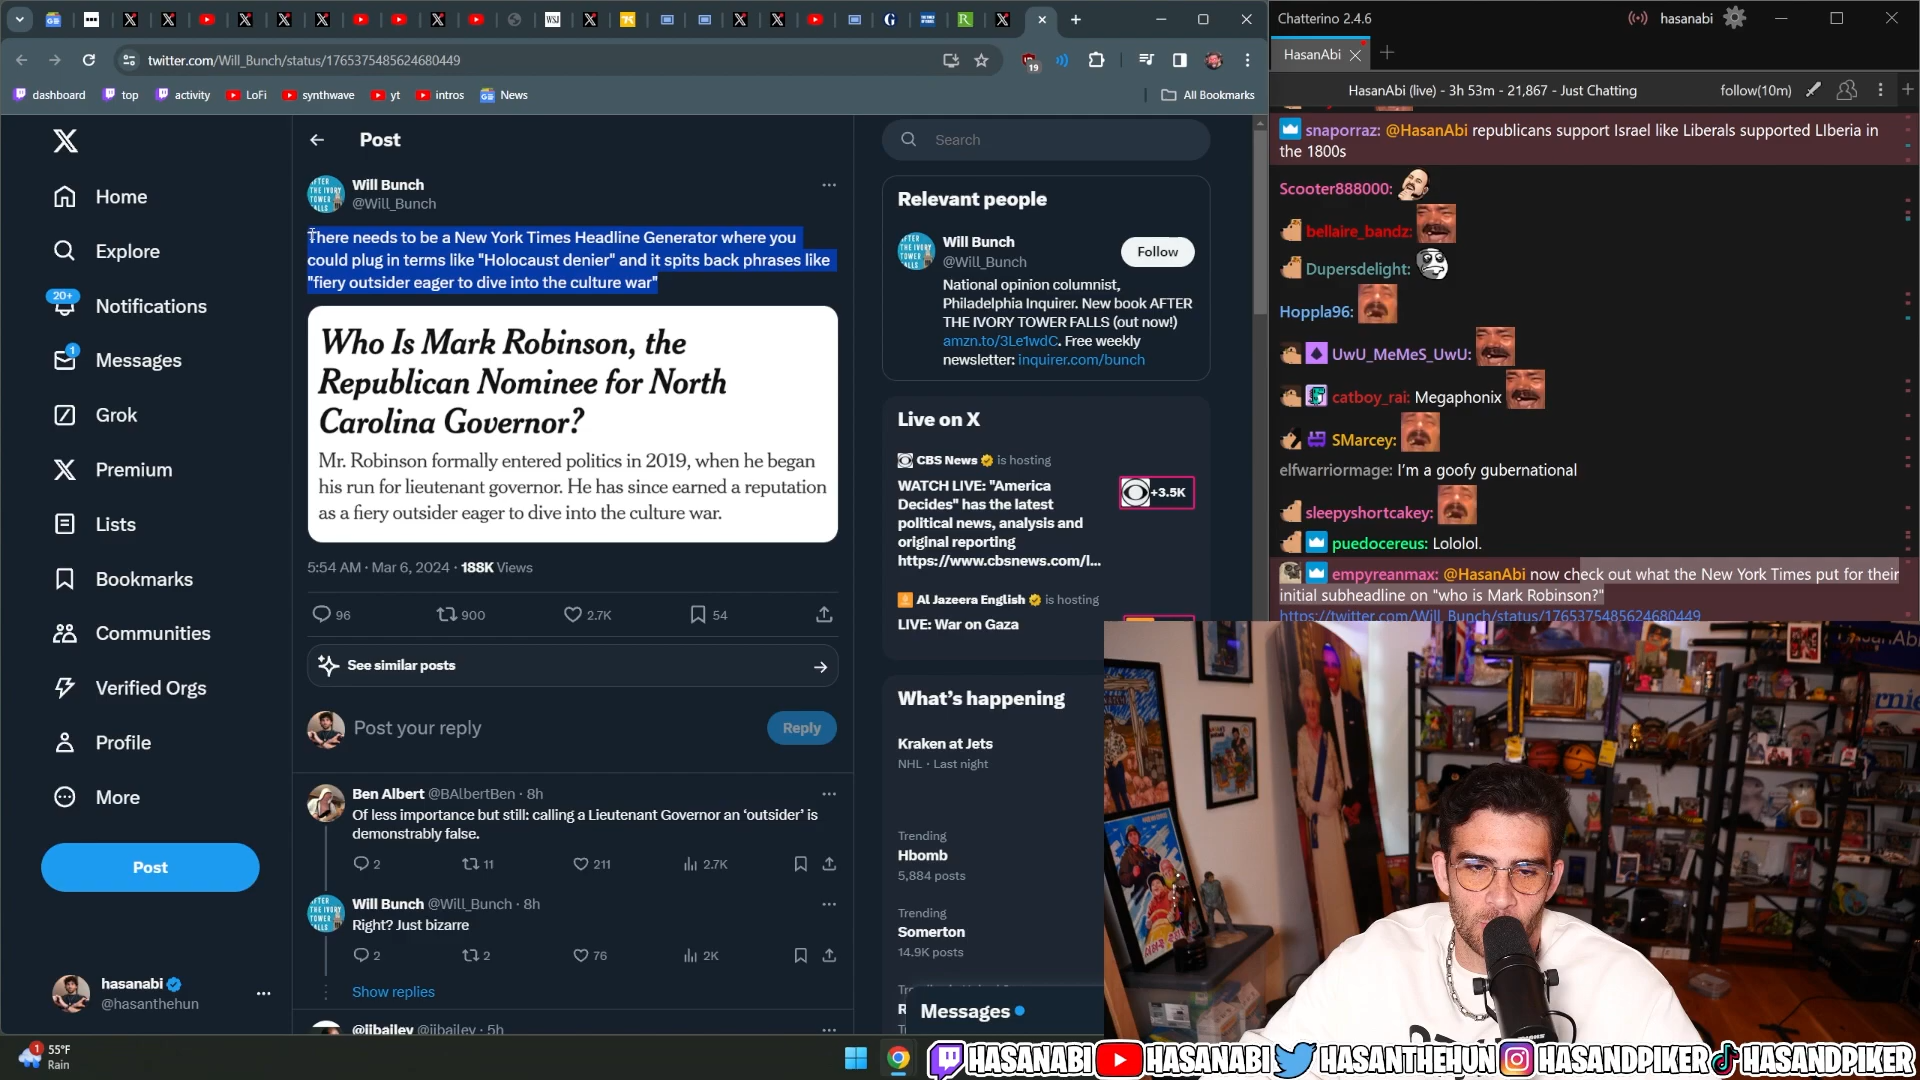 twitter.com/Will_Bunch/status/1765375485624680449
19
dashboard
top
activity
LoFi
synthwave
yt
intros
News
All Bookmarks
Home
Explore
20+
Notifications
1
Messages
Grok
Premium
Lists
Bookmarks
Communities
Verified Orgs
Profile
More
Post
hasanabi
@hasanthehun
Post
Will Bunch
@Will_Bunch
There needs to be a New York Times Headline Generator where you
could plug in terms like "Holocaust denier" and it spits back phrases like
"fiery outsider eager to dive into the culture war"
Who Is Mark Robinson, the
Republican Nominee for North
Carolina Governor?
Mr. Robinson formally entered politics in 2019, when he began
his run for lieutenant governor. He has since earned a reputation
as a fiery outsider eager to dive into the culture war.
5:54 AM · Mar 6, 2024 · 188K Views
96
900
2.7K
54
See similar posts
Post your reply
Reply
Ben Albert @BAlbertBen · 8h
Of less importance but still: calling a Lieutenant Governor an ‘outsider’ is
demonstrably false.
2
11
211
2.7K
Will Bunch @Will_Bunch · 8h
Right? Just bizarre
2
2
76
2K
Show replies
Search
Relevant people
Will Bunch
@Will_Bunch
Follow
National opinion columnist,
Philadelphia Inquirer. New book AFTER
THE IVORY TOWER FALLS (out now!)
amzn.to/3Le1wdC. Free weekly
newsletter: inquirer.com/bunch
Live on X
CBS News is hosting
WATCH LIVE: "America
Decides" has the latest
political news, analysis and
original reporting
https://www.cbsnews.com/l...
+3.5K
Al Jazeera English is hosting
LIVE: War on Gaza
What’s happening
Kraken at Jets
NHL · Last night
Trending
Hbomb
5,884 posts
Trending
Somerton
14.9K posts
Messages
Chatterino 2.4.6
hasanabi
HasanAbi
HasanAbi (live) - 3h 53m - 21,867 - Just Chatting
follow(10m)
snaporraz: @HasanAbi republicans support Israel like Liberals supported LIberia in
the 1800s
Scooter888000:
bellaire_bandz:
Dupersdelight:
Hoppla96:
UwU_MeMeS_UwU:
catboy_rai: Megaphonix
SMarcey:
elfwarriormage: I’m a goofy gubernational
sleepyshortcakey:
puedocereus: Lololol.
empyreanmax: @HasanAbi now check out what the New York Times put for their
initial subheadline on "who is Mark Robinson?"
https://twitter.com/Will_Bunch/status/1765375485624680449
1
55°F
Rain
HASANABI
HASANABI
HASANTHEHUN
HASANDPIKER
HASANDPIKER